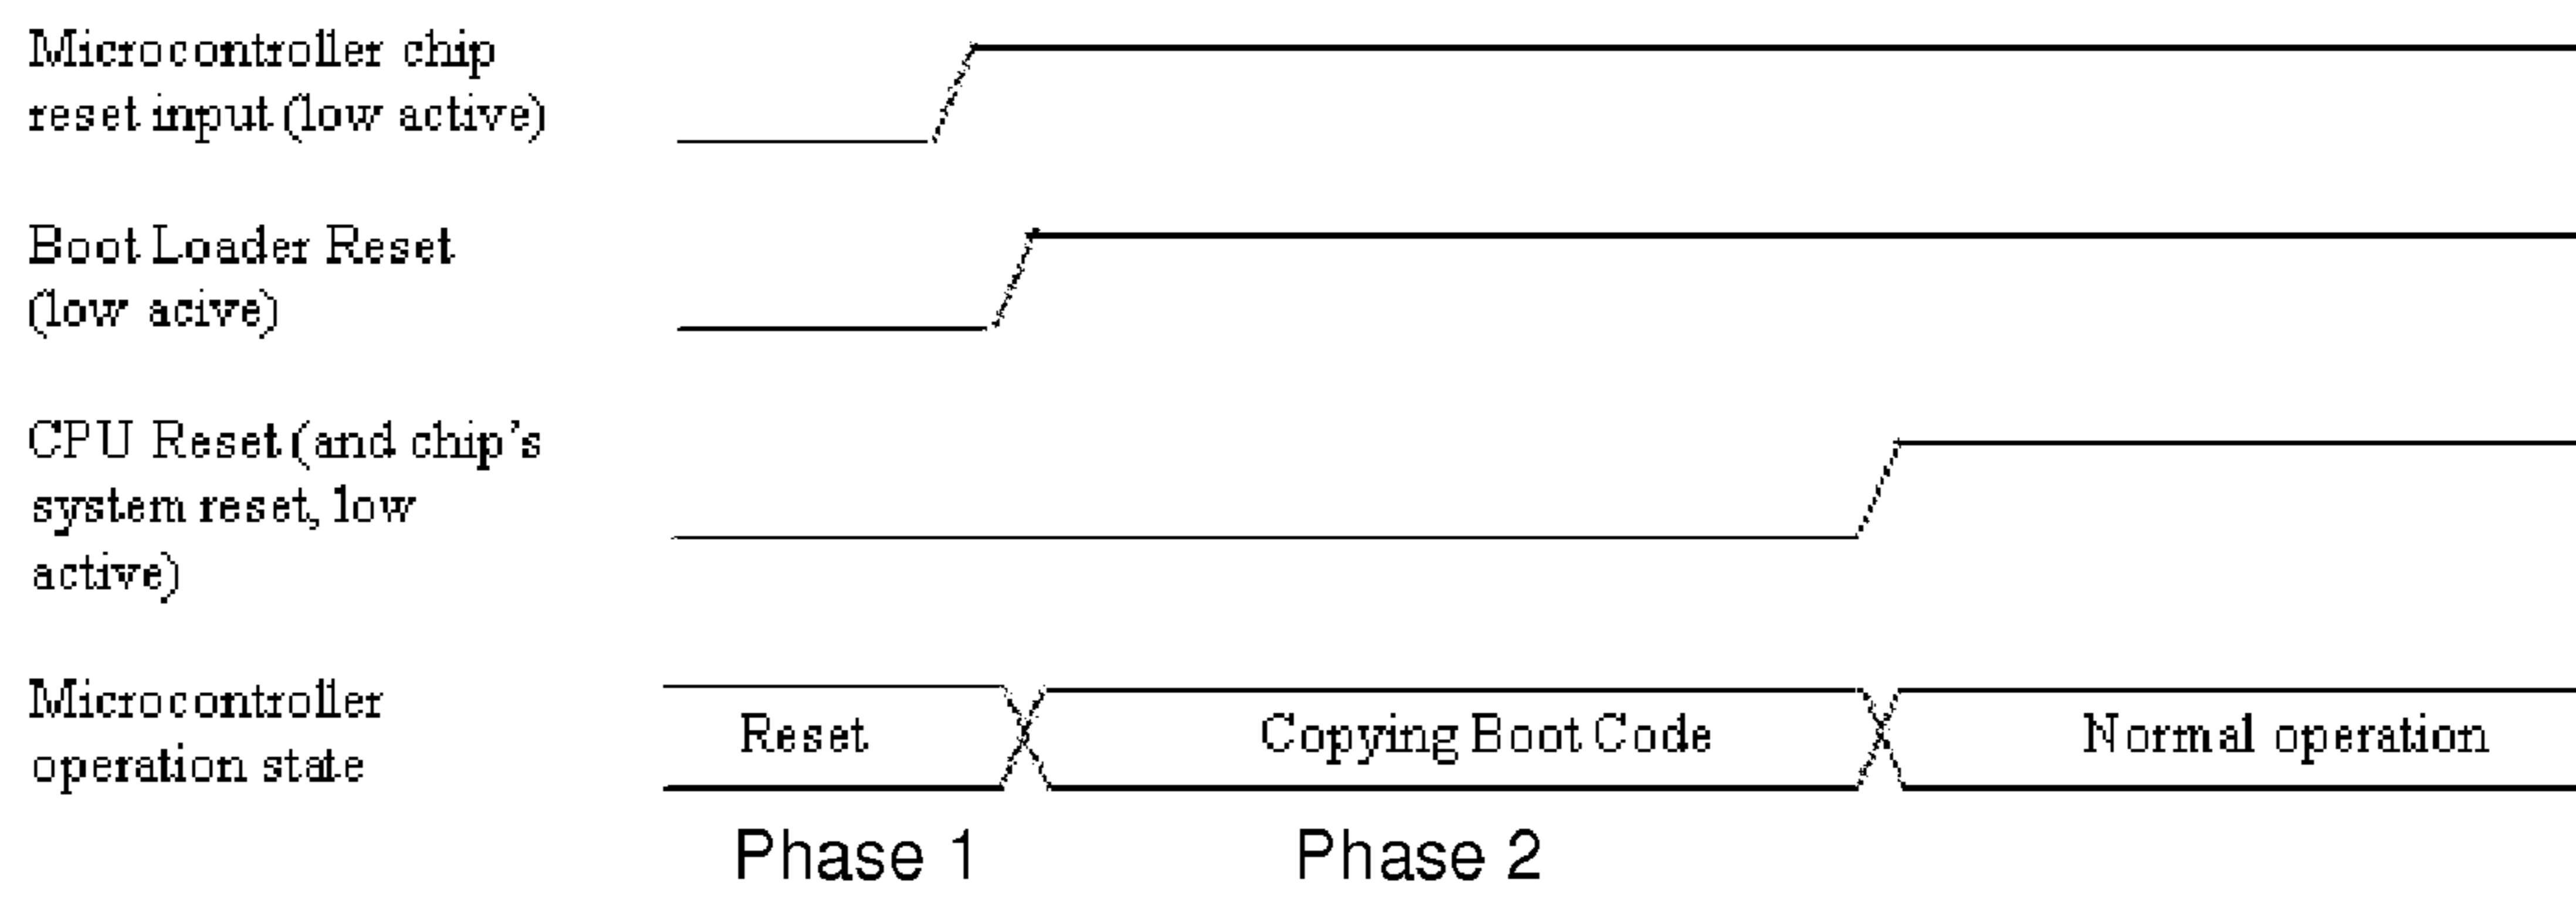 Microcontroller chip
reset input (low active)
Boot Loader Reset
(low acive)
CPU Reset (and chip's
system reset, low
active)
Microcontroller
operation state
Reset
Copying Boot Code
Normal operation
Phase 1
Phase 2